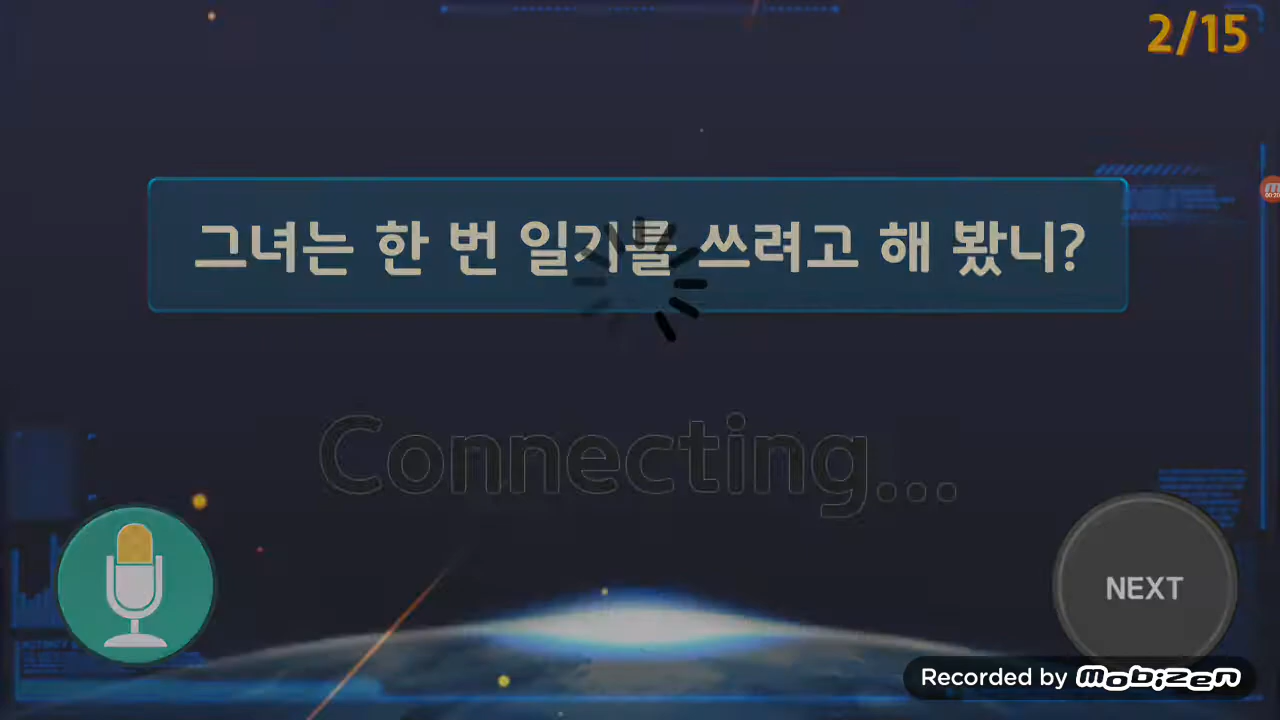 2/15
그녀는 한 번 일기를 쓰려고 해 봤니?
Connecting...
NEXT
Recorded by mobizen